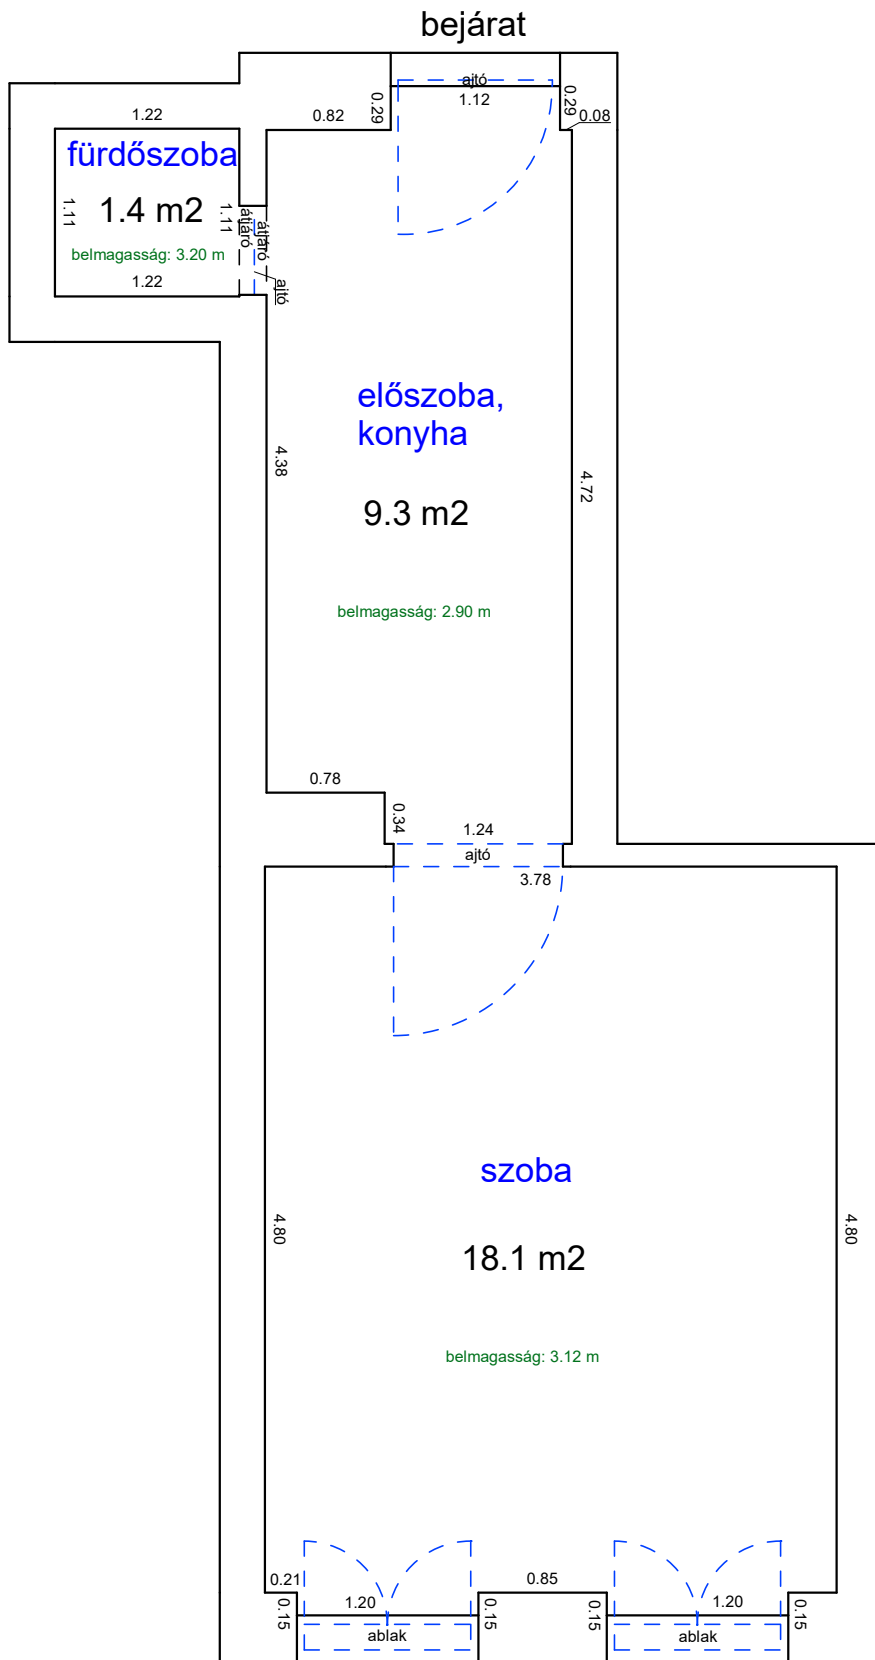 bejárat
ajtó
1.12
0.29
0.29
0.08
0.82
1.22
fürdőszoba
1.4 m2
1.11
1.11
átjáró
átjáró
ajtó
belmagasság: 3.20 m
1.22
előszoba,
konyha
9.3 m2
4.38
4.72
belmagasság: 2.90 m
0.78
0.34
1.24
ajtó
3.78
szoba
18.1 m2
4.80
4.80
belmagasság: 3.12 m
0.21
0.15
1.20
ablak
0.15
0.85
0.15
1.20
ablak
0.15